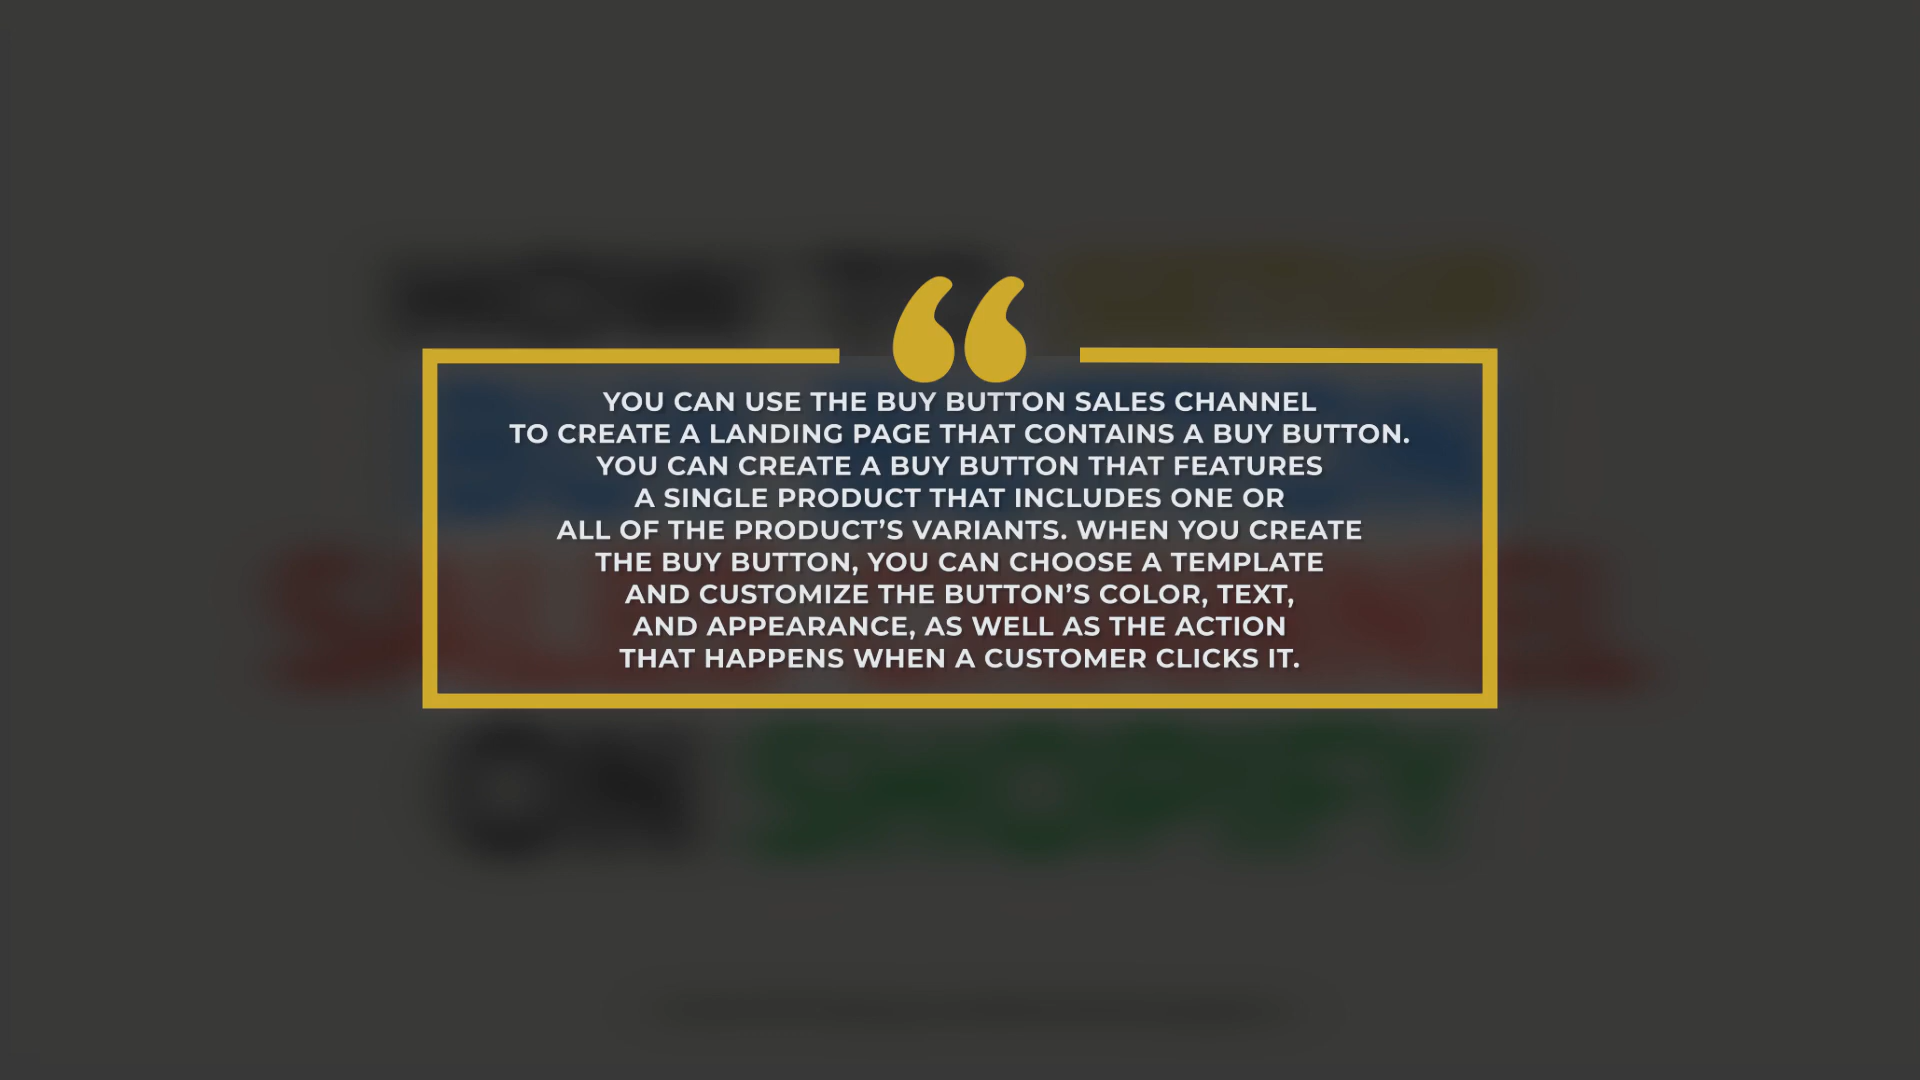 YOU CAN USE THE BUY BUTTON SALES CHANNEL
TO CREATE A LANDING PAGE THAT CONTAINS A BUY BUTTON.
YOU CAN CREATE A BUY BUTTON THAT FEATURES
A SINGLE PRODUCT THAT INCLUDES ONE OR
ALL OF THE PRODUCT’S VARIANTS. WHEN YOU CREATE
THE BUY BUTTON, YOU CAN CHOOSE A TEMPLATE
AND CUSTOMIZE THE BUTTON’S COLOR, TEXT,
AND APPEARANCE, AS WELL AS THE ACTION
THAT HAPPENS WHEN A CUSTOMER CLICKS IT.